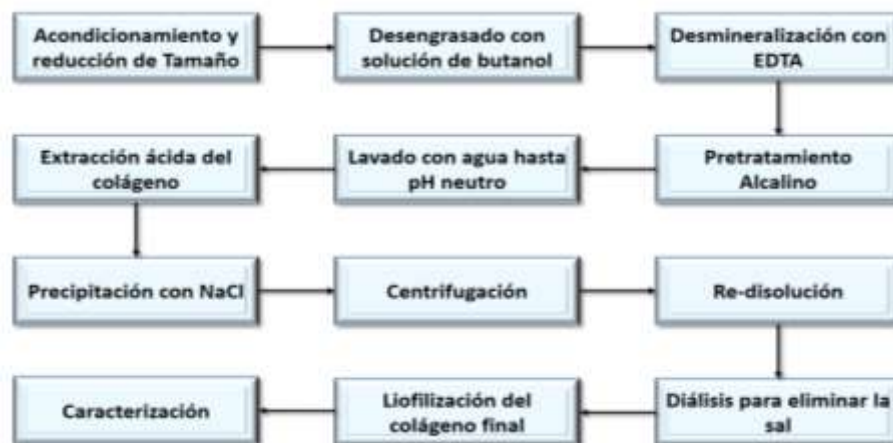 Acondicionamiento y
reducción de Tamaño
Desengrasado con
solución de butanol
Desmineralización con
EDTA
Pretratamiento
Alcalino
Lavado con agua hasta
pH neutro
Extracción ácida del
colágeno
Precipitación con NaCl
Centrifugación
Re-disolución
Diálisis para eliminar la
sal
Liofilización del
colágeno final
Caracterización